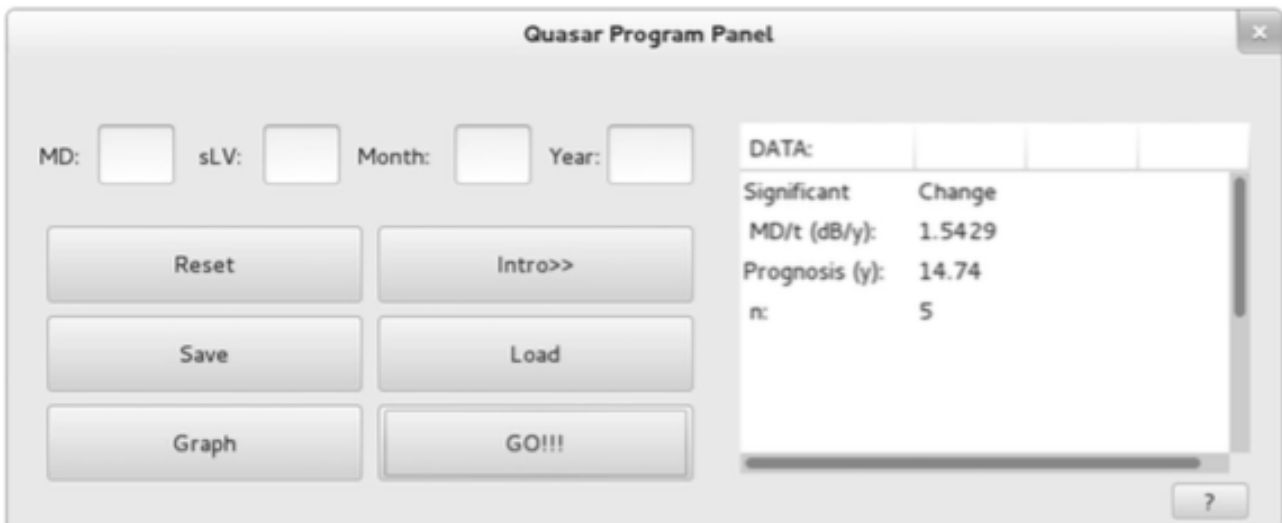 Quasar Program Panel
×
MD: sLV: Month: Year:
Reset Intro>>
Save Load
Graph GO!!!
DATA:
Significant Change
MD/t (dB/y): 1.5429
Prognosis (y): 14.74
n: 5
?